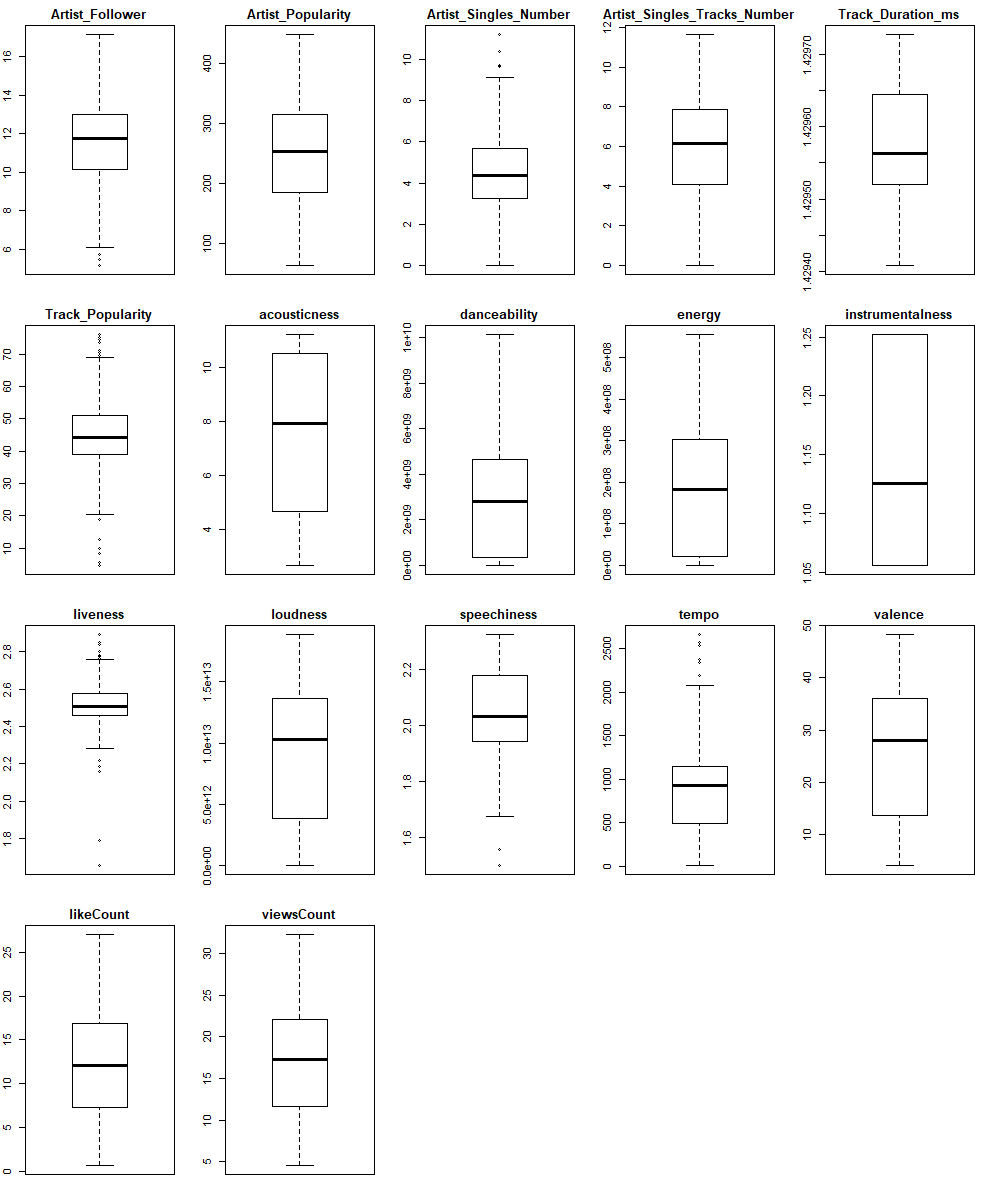 Artist_Follower
6 8 10 12 14 16
Artist_Popularity
100 200 300 400
Artist_Singles_Number
0 2 4 6 8 10
Artist_Singles_Tracks_Number
0 2 4 6 8 10 12
Track_Duration_ms
1.42940 1.42950 1.42960 1.42970
Track_Popularity
10 20 30 40 50 60 70
acousticness
4 6 8 10
danceability
0e+00 2e+09 4e+09 6e+09 8e+09 1e+10
energy
0e+00 1e+08 2e+08 3e+08 4e+08 5e+08
instrumentalness
1.05 1.10 1.15 1.20 1.25
liveness
1.8 2.0 2.2 2.4 2.6 2.8
loudness
0.0e+00 5.0e+12 1.0e+13 1.5e+13
speechiness
1.6 1.8 2.0 2.2
tempo
0 500 1000 1500 2000 2500
valence
10 20 30 40 50
likeCount
0 5 10 15 20 25
viewsCount
5 10 15 20 25 30